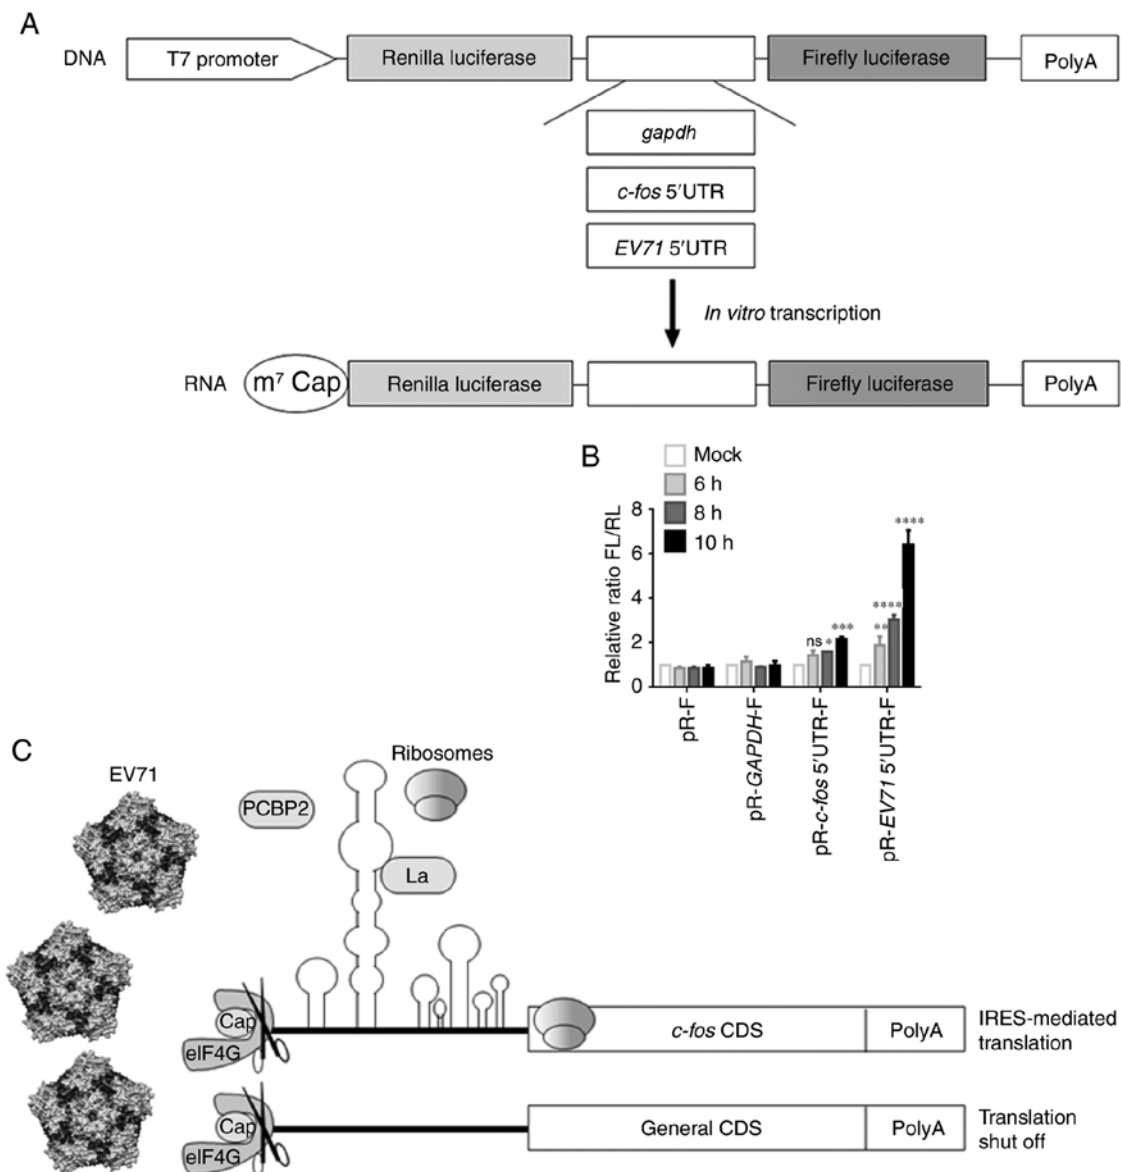 A
DNA
T7 promoter
Renilla luciferase
Firefly luciferase
PolyA
gapdh
c-fos 5′UTR
EV71 5′UTR
In vitro transcription
RNA
m⁷ Cap
Renilla luciferase
Firefly luciferase
PolyA
B
Mock
6 h
8 h
10 h
Relative ratio FL/RL
8
6
4
2
0
ns
*
***
**
****
****
pR-F
pR-GAPDH-F
pR-c-fos 5′UTR-F
pR-EV71 5′UTR-F
C
EV71
PCBP2
Ribosomes
La
Cap
eIF4G
c-fos CDS
PolyA
IRES-mediated
translation
Cap
eIF4G
General CDS
PolyA
Translation
shut off